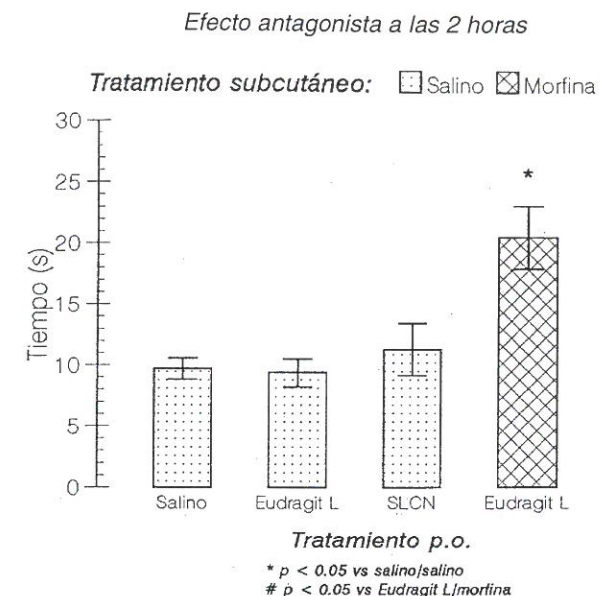 Efecto antagonista a las 2 horas
Tratamiento subcutáneo: Salino Morfina
30
25
20
15
10
5
0
Tiempo (s)
*
Salino Eudragit L SLCN Eudragit L
Tratamiento p.o.
* p < 0.05 vs salino/salino
# p < 0.05 vs Eudragit L/morfina